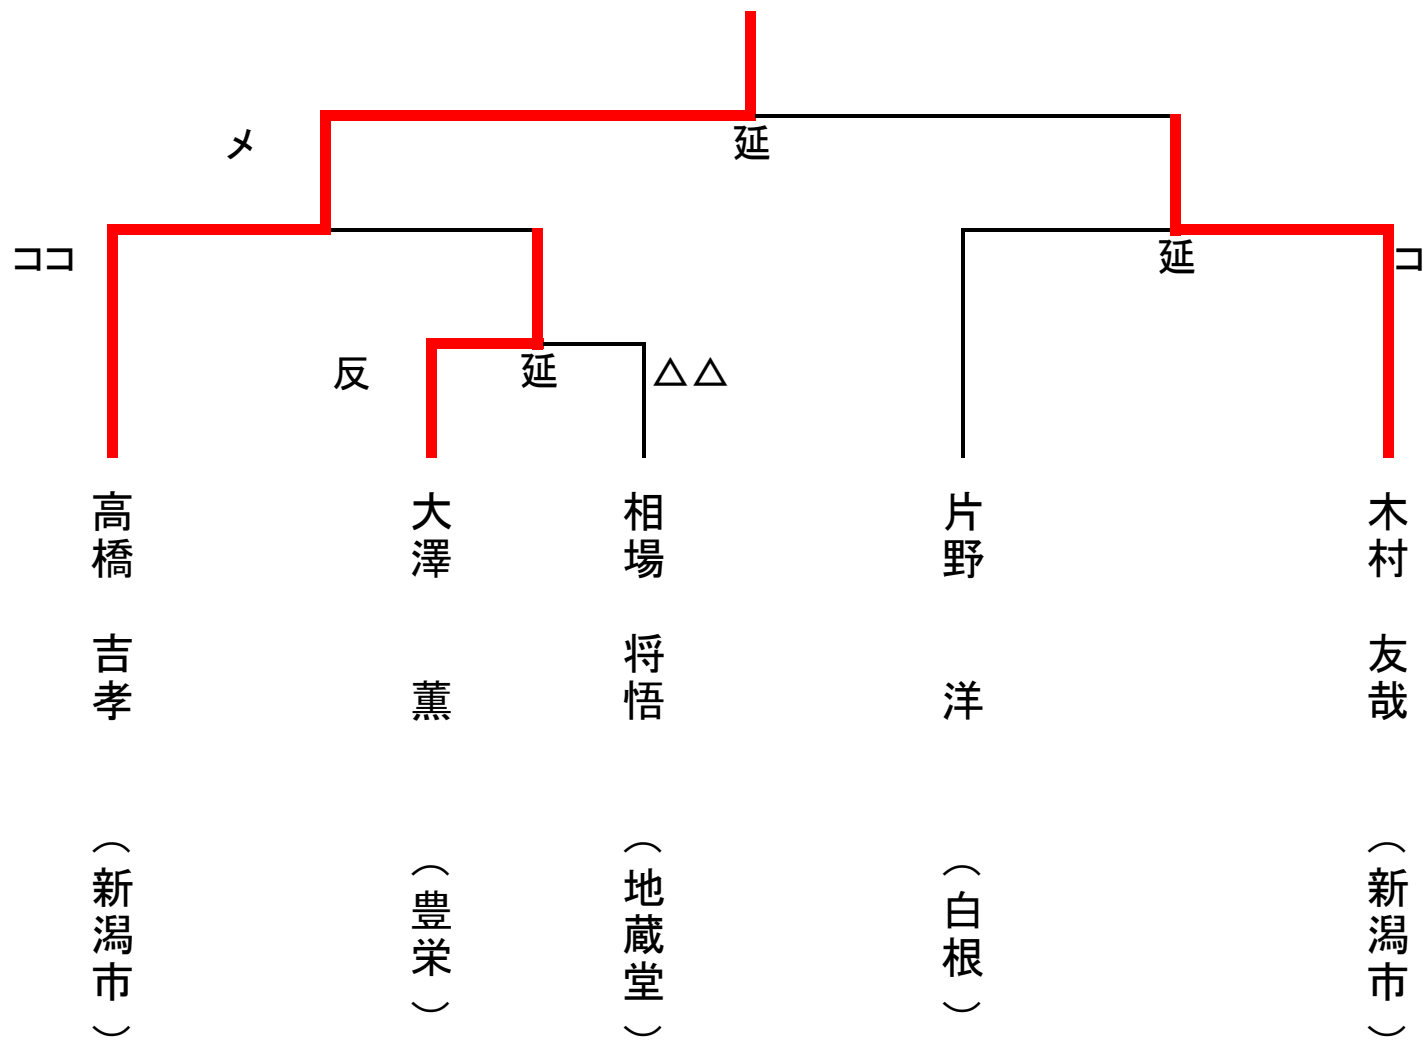 メ
延
ココ
延
コ
反
延
△△
高橋 吉孝 （新潟市）
大澤 薫 （豊栄）
相場 将悟 （地蔵堂）
片野 洋 （白根）
木村 友哉 （新潟市）